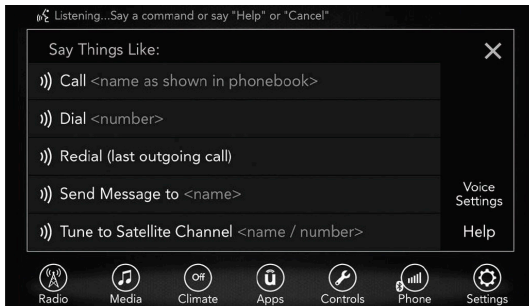 Listening...Say a command or say "Help" or "Cancel"
Say Things Like:
Call <name as shown in phonebook>
Dial <number>
Redial (last outgoing call)
Send Message to <name>
Tune to Satellite Channel <name / number>
Voice
Settings
Help
Off
û
Radio Media Climate Apps Controls Phone Settings